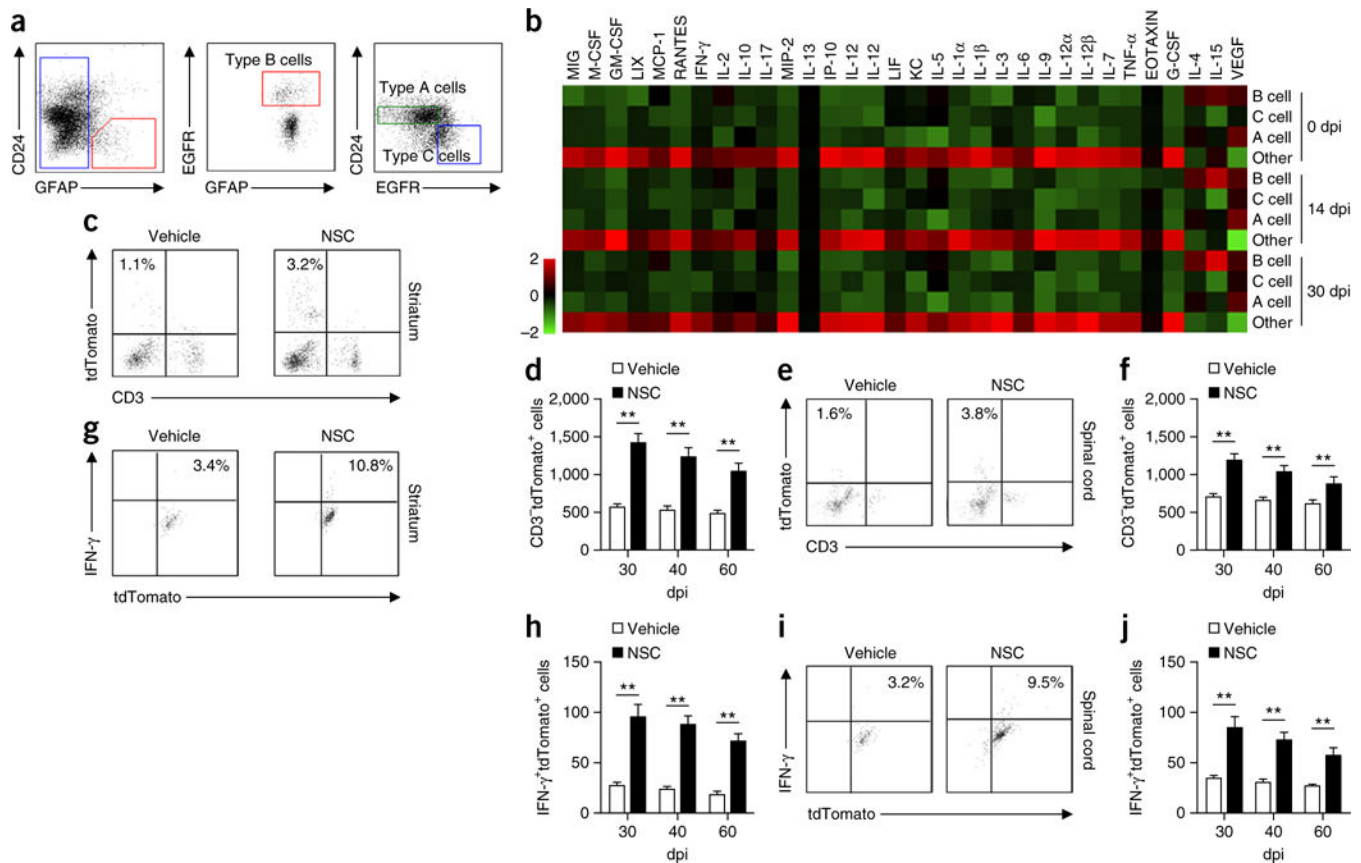 a
CD24
GFAP
EGFR
Type B cells
GFAP
CD24
Type A cells
Type C cells
EGFR
b
MIG
M-CSF
GM-CSF
LIX
MCP-1
RANTES
IFN-γ
IL-2
IL-10
IL-17
MIP-2
IL-13
IP-10
IL-12
IL-12
LIF
KC
IL-5
IL-1α
IL-1β
IL-3
IL-6
IL-9
IL-12α
IL-12β
IL-7
TNF-α
EOTAXIN
G-CSF
IL-4
IL-15
VEGF
B cell
C cell
A cell
Other
0 dpi
B cell
C cell
A cell
Other
14 dpi
B cell
C cell
A cell
Other
30 dpi
2
0
−2
c
Vehicle
NSC
1.1%
3.2%
tdTomato
CD3
Striatum
d
Vehicle
NSC
CD3⁻tdTomato⁺ cells
2,000
1,500
1,000
500
0
** ** **
30 40 60
dpi
e
Vehicle
NSC
1.6%
3.8%
tdTomato
CD3
Spinal cord
f
Vehicle
NSC
CD3⁻tdTomato⁺ cells
2,000
1,500
1,000
500
0
** ** **
30 40 60
dpi
g
Vehicle
NSC
3.4%
10.8%
IFN-γ
tdTomato
Striatum
h
Vehicle
NSC
IFN-γ⁺tdTomato⁺ cells
150
100
50
0
** ** **
30 40 60
dpi
i
Vehicle
NSC
3.2%
9.5%
IFN-γ
tdTomato
Spinal cord
j
Vehicle
NSC
IFN-γ⁺tdTomato⁺ cells
150
100
50
0
** ** **
30 40 60
dpi